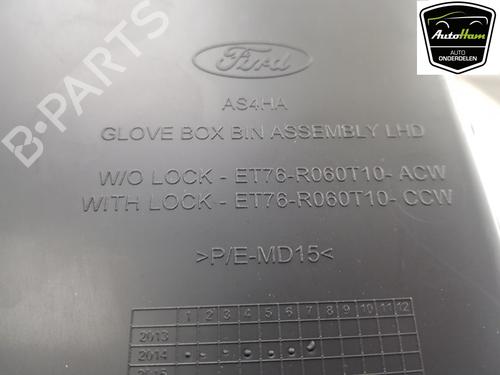 Ford
AS4HA
GLOVE BOX BIN ASSEMBLY LHD
W/O LOCK - ET76-R060T10- ACW
WITH LOCK - ET76-R060T10- CCW
>P/E-MD15<
1 2 3 4 5 6 7 8 9 10 11 12
2013
2014
2015
B-PARTS
AutoHam
AUTO
ONDERDELEN